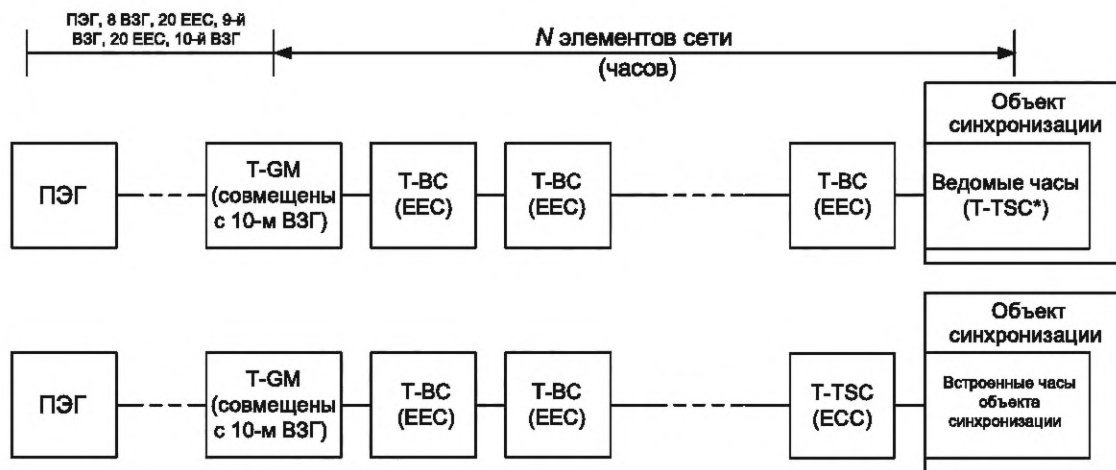 ПЭГ, 8 ВЗГ, 20 ЕЕС, 9-й
ВЗГ, 20 ЕЕС, 10-й ВЗГ
N элементов сети
(часов)
Объект
синхронизации
ПЭГ
T-GM
(совмещены
с 10-м ВЗГ)
T-BC
(EEC)
T-BC
(EEC)
T-BC
(EEC)
Ведомые часы
(T-TSC*)
Объект
синхронизации
ПЭГ
T-GM
(совмещены
с 10-м ВЗГ)
T-BC
(EEC)
T-BC
(EEC)
T-TSC
(ECC)
Встроенные часы
объекта
синхронизации